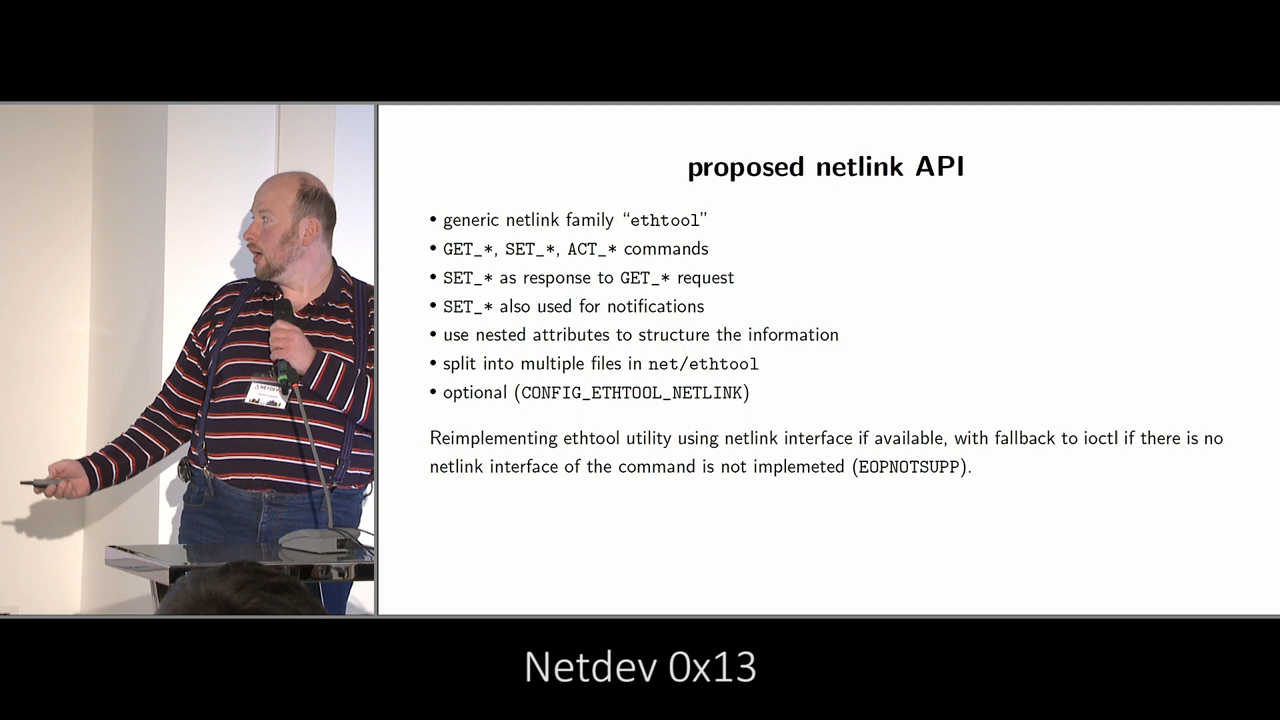 proposed netlink API
• generic netlink family “ethtool”
• GET_*, SET_*, ACT_* commands
• SET_* as response to GET_* request
• SET_* also used for notifications
• use nested attributes to structure the information
• split into multiple files in net/ethtool
• optional (CONFIG_ETHTOOL_NETLINK)
Reimplementing ethtool utility using netlink interface if available, with fallback to ioctl if there is no
netlink interface of the command is not implemeted (EOPNOTSUPP).
NETDEV
Netdev 0x13